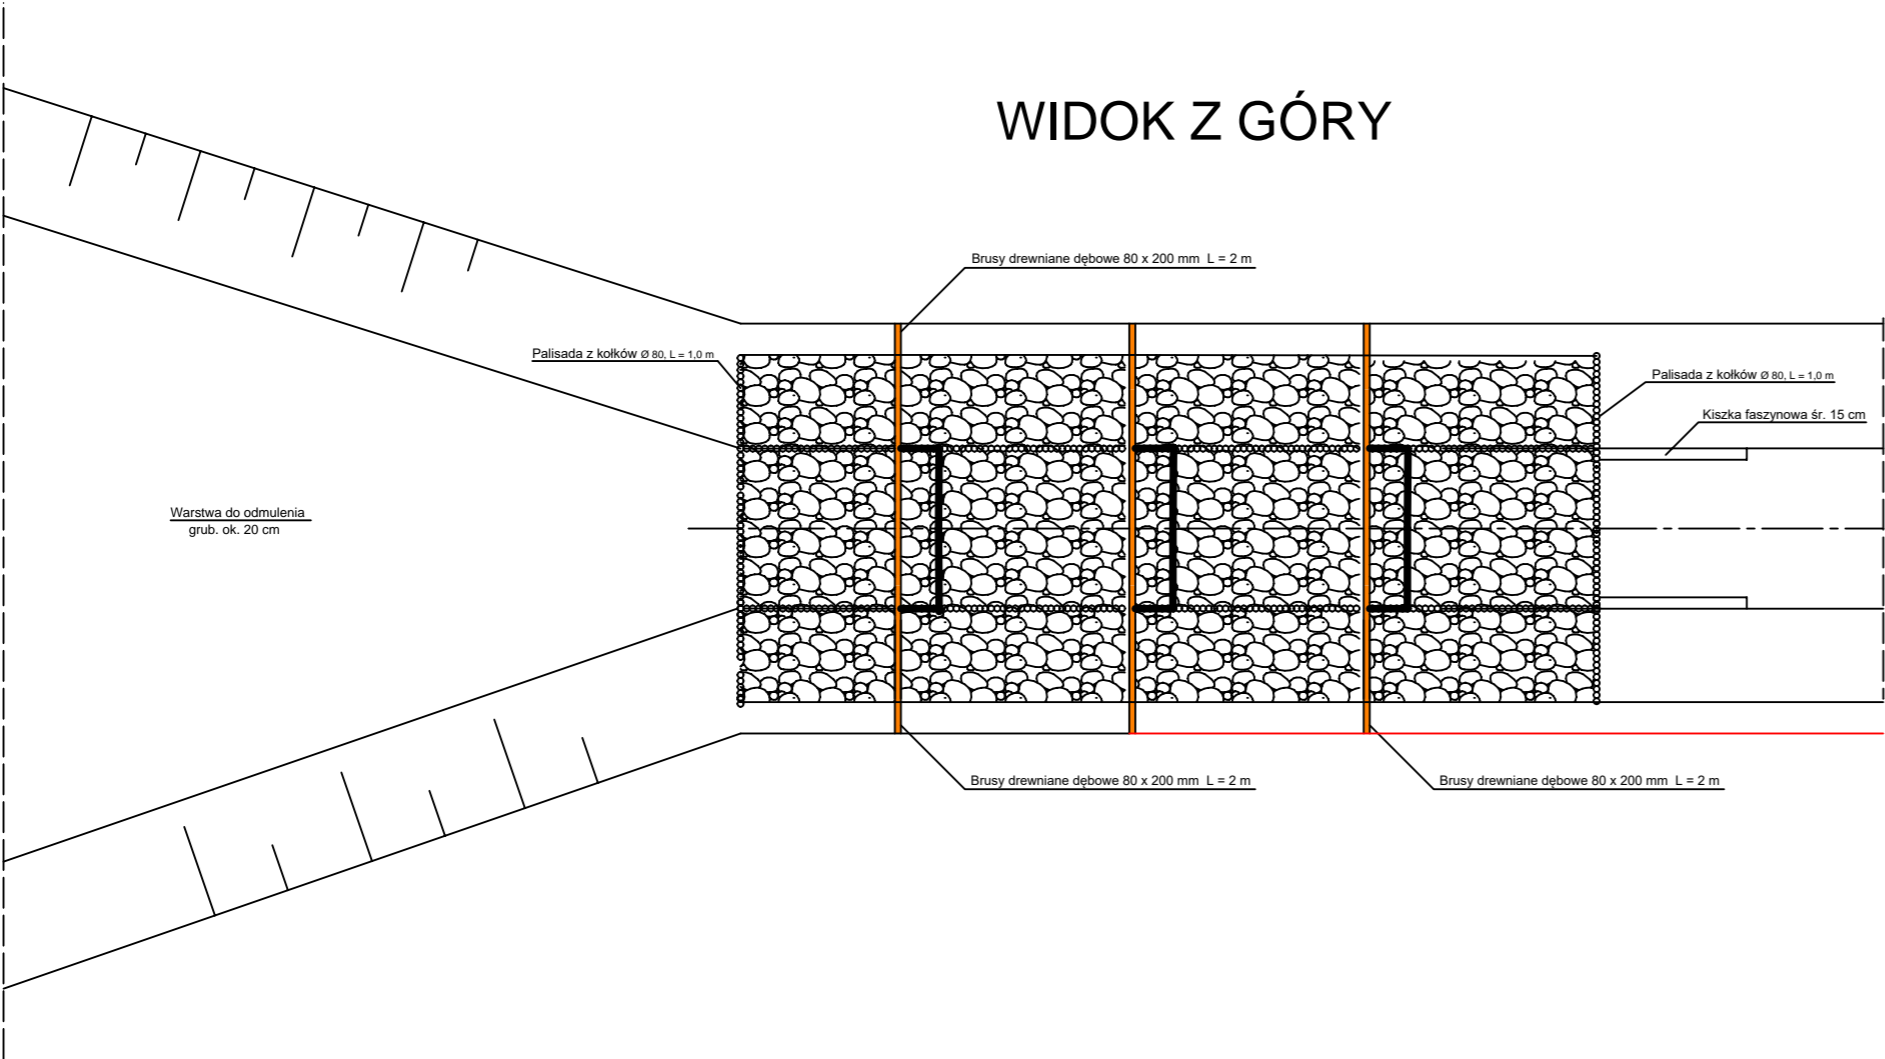 WIDOK Z GÓRY
Brusy drewniane dębowe 80 x 200 mm L = 2 m
Palisada z kołków Ø 80, L = 1,0 m
Palisada z kołków Ø 80, L = 1,0 m
Kiszka faszynowa śr. 15 cm
Warstwa do odmulenia
grub. ok. 20 cm
Brusy drewniane dębowe 80 x 200 mm L = 2 m
Brusy drewniane dębowe 80 x 200 mm L = 2 m